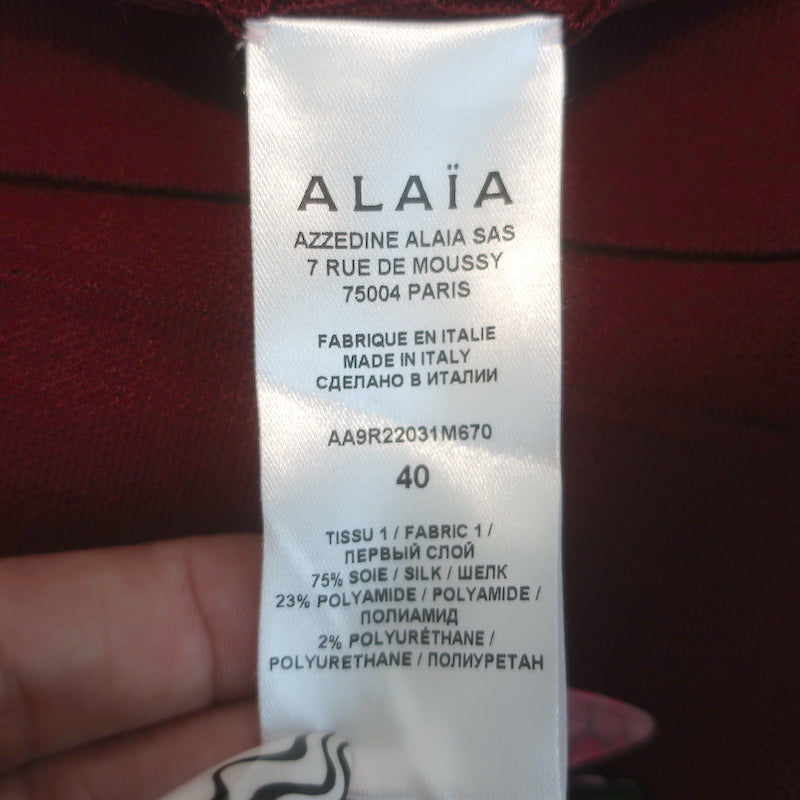 ALAÏA
AZZEDINE ALAIA SAS
7 RUE DE MOUSSY
75004 PARIS
FABRIQUE EN ITALIE
MADE IN ITALY
СДЕЛАНО В ИТАЛИИ
AA9R22031M670
40
TISSU 1 / FABRIC 1 /
ПЕРВЫЙ СЛОЙ
75% SOIE / SILK / ШЕЛК
23% POLYAMIDE / POLYAMIDE /
ПОЛИАМИД
2% POLYURÉTHANE /
POLYURETHANE / ПОЛИУРЕТАН